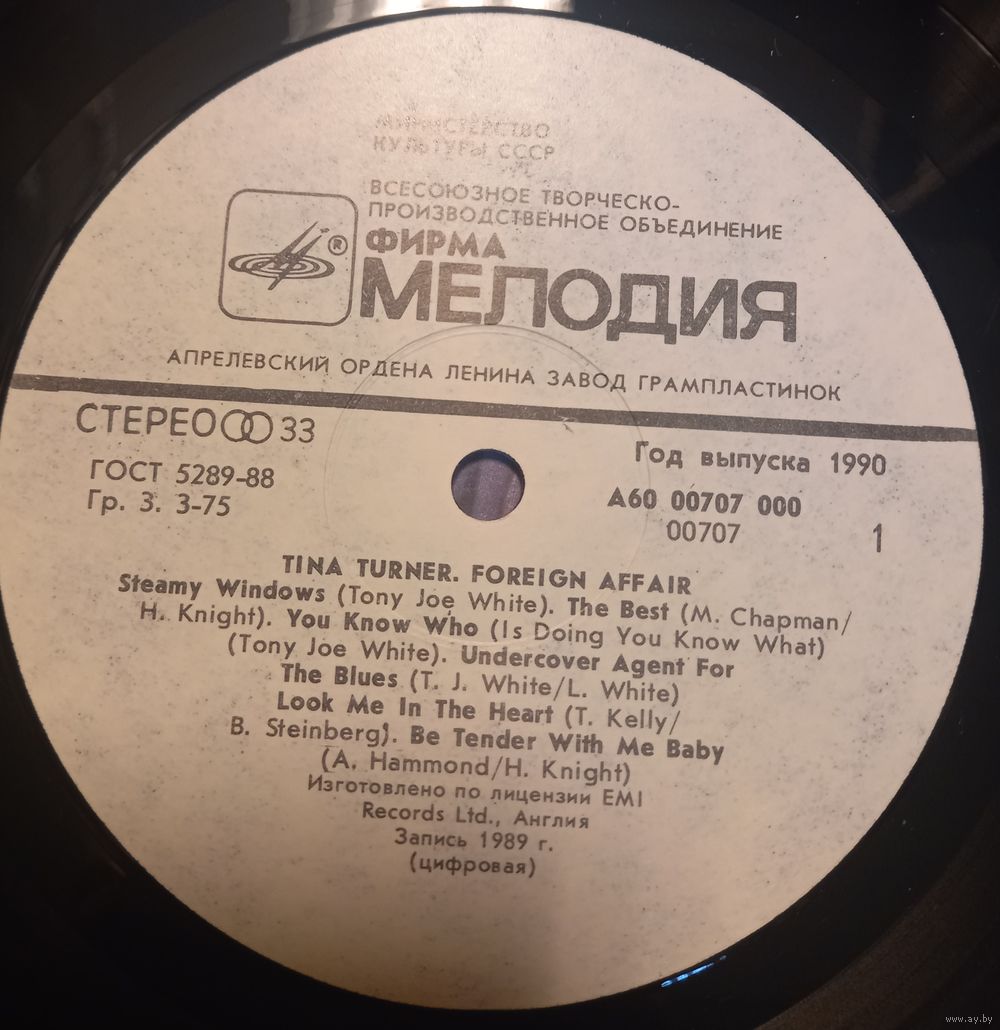 МИНИСТЕРСТВО
КУЛЬТУРЫ СССР
ВСЕСОЮЗНОЕ ТВОРЧЕСКО-
ПРОИЗВОДСТВЕННОЕ ОБЪЕДИНЕНИЕ
®
ФИРМА
МЕЛОДИЯ
АПРЕЛЕВСКИЙ ОРДЕНА ЛЕНИНА ЗАВОД ГРАМПЛАСТИНОК
СТЕРЕО 33
Год выпуска 1990
ГОСТ 5289-88
А60 00707 000
Гр. 3. 3-75
00707
1
TINA TURNER. FOREIGN AFFAIR
Steamy Windows (Tony Joe White). The Best (M. Chapman/
H. Knight). You Know Who (Is Doing You Know What)
(Tony Joe White). Undercover Agent For
The Blues (T. J. White/L. White)
Look Me In The Heart (T. Kelly/
B. Steinberg). Be Tender With Me Baby
(A. Hammond/H. Knight)
Изготовлено по лицензии EMI
Records Ltd., Англия
Запись 1989 г.
(цифровая)
www.ay.by